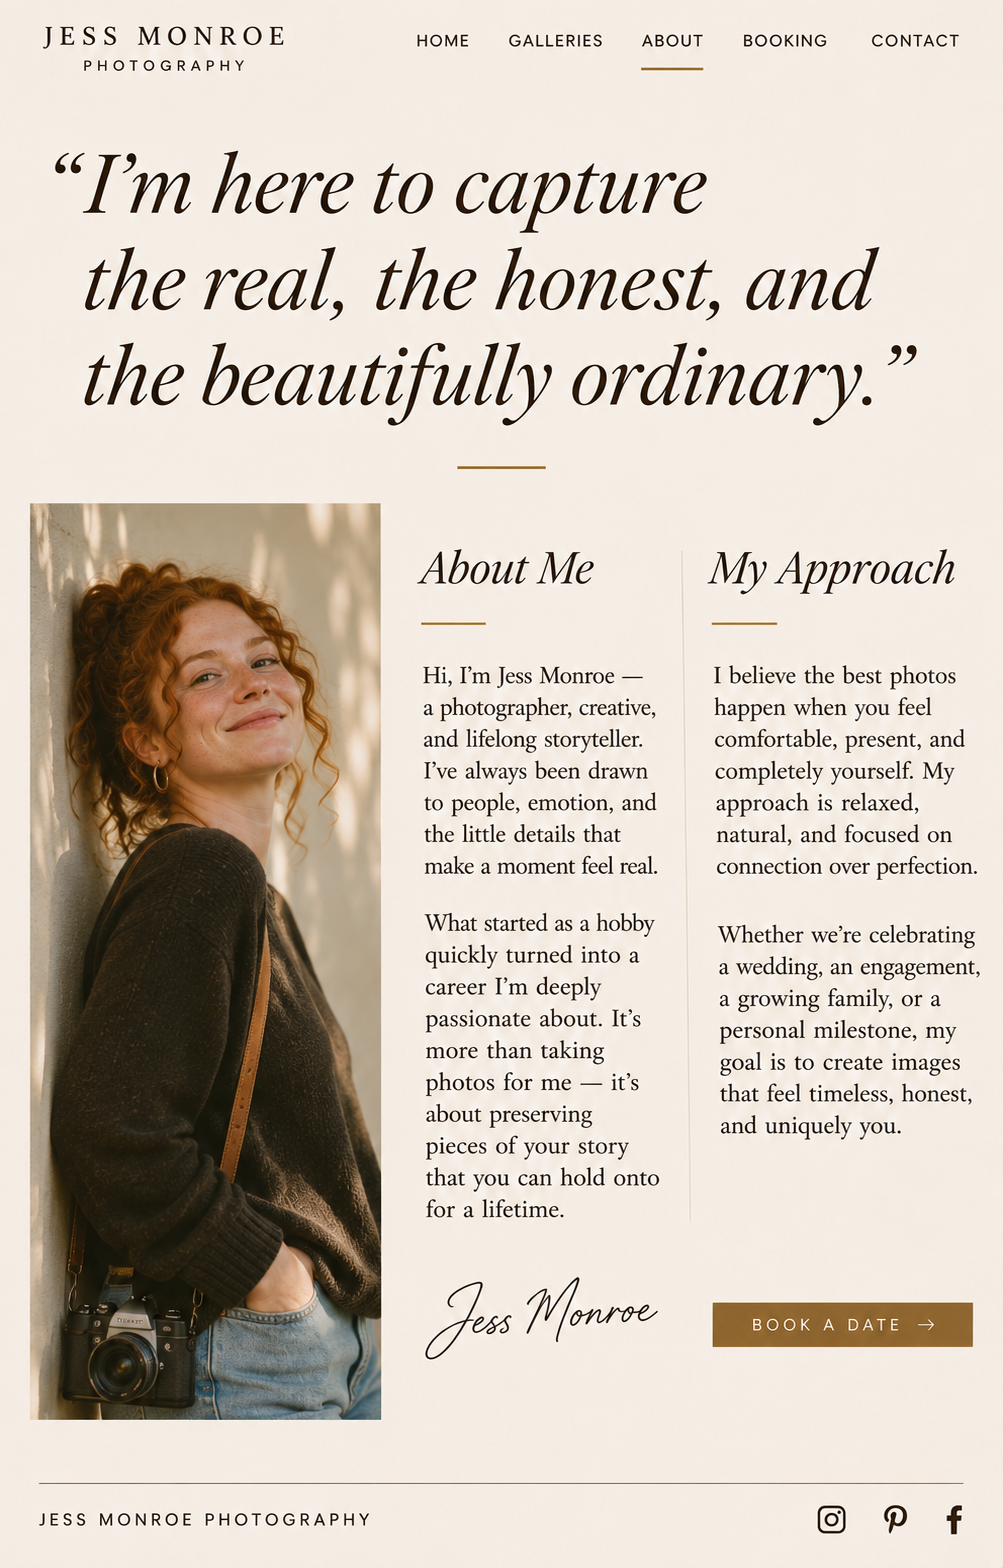 JESS MONROE
PHOTOGRAPHY
HOME GALLERIES ABOUT BOOKING CONTACT
“I’m here to capture
the real, the honest, and
the beautifully ordinary.”
About Me
Hi, I’m Jess Monroe —
a photographer, creative,
and lifelong storyteller.
I’ve always been drawn
to people, emotion, and
the little details that
make a moment feel real.
What started as a hobby
quickly turned into a
career I’m deeply
passionate about. It’s
more than taking
photos for me — it’s
about preserving
pieces of your story
that you can hold onto
for a lifetime.
Jess Monroe
My Approach
I believe the best photos
happen when you feel
comfortable, present, and
completely yourself. My
approach is relaxed,
natural, and focused on
connection over perfection.
Whether we’re celebrating
a wedding, an engagement,
a growing family, or a
personal milestone, my
goal is to create images
that feel timeless, honest,
and uniquely you.
BOOK A DATE →
JESS MONROE PHOTOGRAPHY